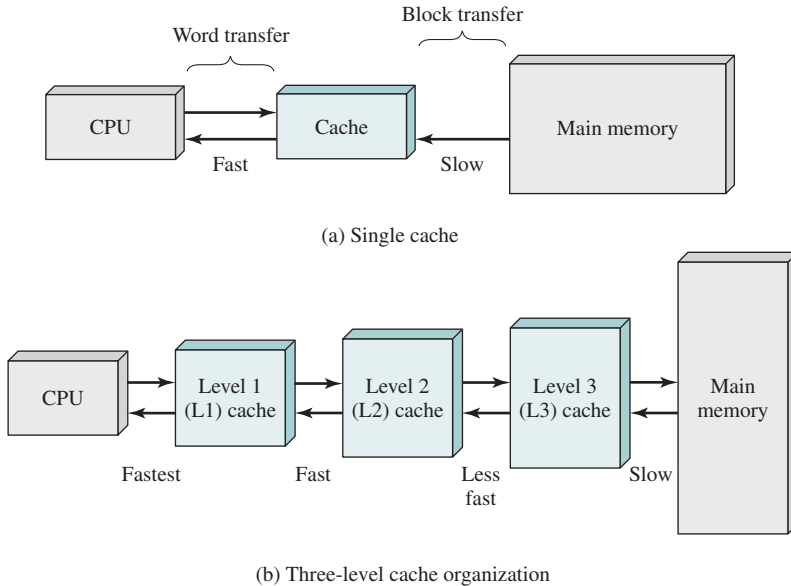 Block transfer
Word transfer
CPU
Cache
Main memory
Fast
Slow
(a) Single cache
CPU
Level 1
(L1) cache
Level 2
(L2) cache
Level 3
(L3) cache
Main
memory
Fastest
Fast
Less
fast
Slow
(b) Three-level cache organization